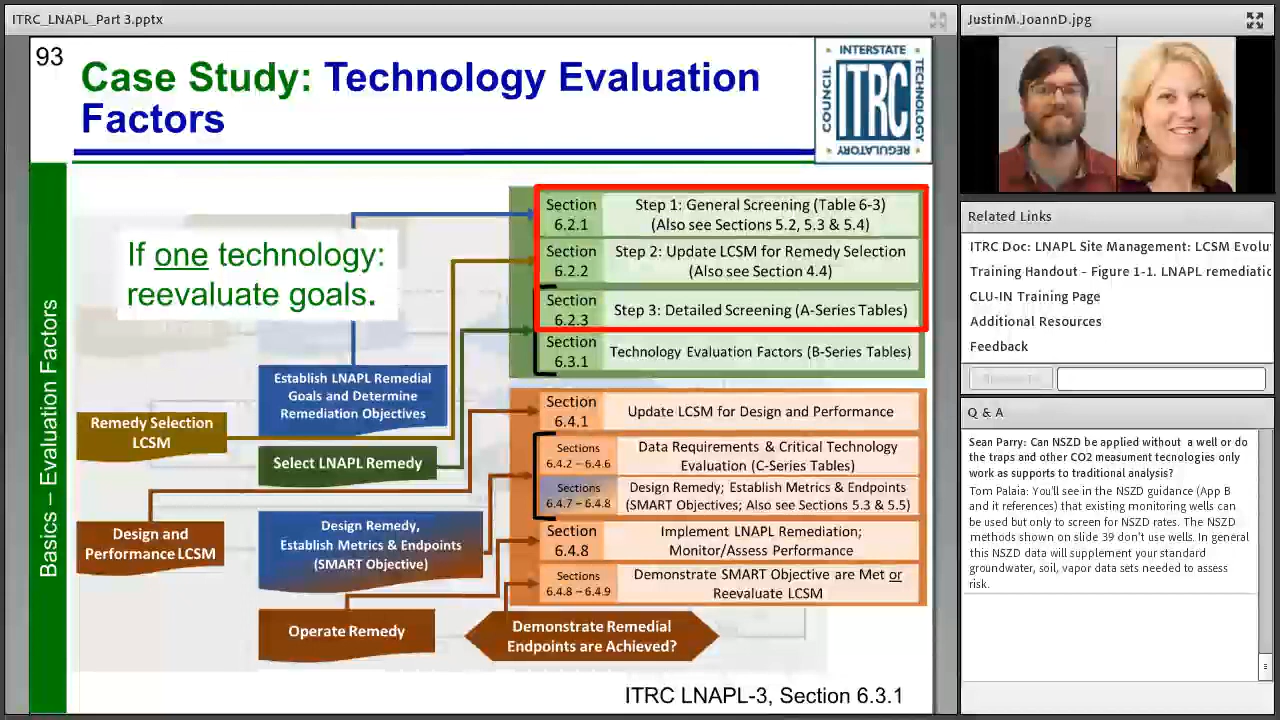 ITRC_LNAPL_Part 3.pptx
93
Case Study: Technology Evaluation
Factors
INTERSTATE
COUNCIL
ITRC
TECHNOLOGY
REGULATORY
Basics – Evaluation Factors
If one technology:
reevaluate goals.
Section
6.2.1
Step 1: General Screening (Table 6-3)
(Also see Sections 5.2, 5.3 & 5.4)
Section
6.2.2
Step 2: Update LCSM for Remedy Selection
(Also see Section 4.4)
Section
6.2.3
Step 3: Detailed Screening (A-Series Tables)
Section
6.3.1
Technology Evaluation Factors (B-Series Tables)
Establish LNAPL Remedial
Goals and Determine
Remediation Objectives
Remedy Selection
LCSM
Select LNAPL Remedy
Section
6.4.1
Update LCSM for Design and Performance
Sections
6.4.2 – 6.4.6
Data Requirements & Critical Technology
Evaluation (C-Series Tables)
Sections
6.4.7 – 6.4.8
Design Remedy; Establish Metrics & Endpoints
(SMART Objectives; Also see Sections 5.3 & 5.5)
Design and
Performance LCSM
Design Remedy,
Establish Metrics & Endpoints
(SMART Objective)
Section
6.4.8
Implement LNAPL Remediation;
Monitor/Assess Performance
Sections
6.4.8 – 6.4.9
Demonstrate SMART Objective are Met or
Reevaluate LCSM
Operate Remedy
Demonstrate Remedial
Endpoints are Achieved?
ITRC LNAPL-3, Section 6.3.1
JustinM.JoannD.jpg
Related Links
ITRC Doc: LNAPL Site Management: LCSM Evolu
Training Handout - Figure 1-1. LNAPL remediatic
CLU-IN Training Page
Additional Resources
Feedback
Q & A
Sean Parry: Can NSZD be applied without a well or do
the traps and other CO2 measument tecnologies only
work as supports to traditional analysis?
Tom Palaia: You'll see in the NSZD guidance (App B
and it references) that existing monitoring wells can
be used but only to screen for NSZD rates. The NSZD
methods shown on slide 39 don't use wells. In general
this NSZD data will supplement your standard
groundwater, soil, vapor data sets needed to assess
risk.